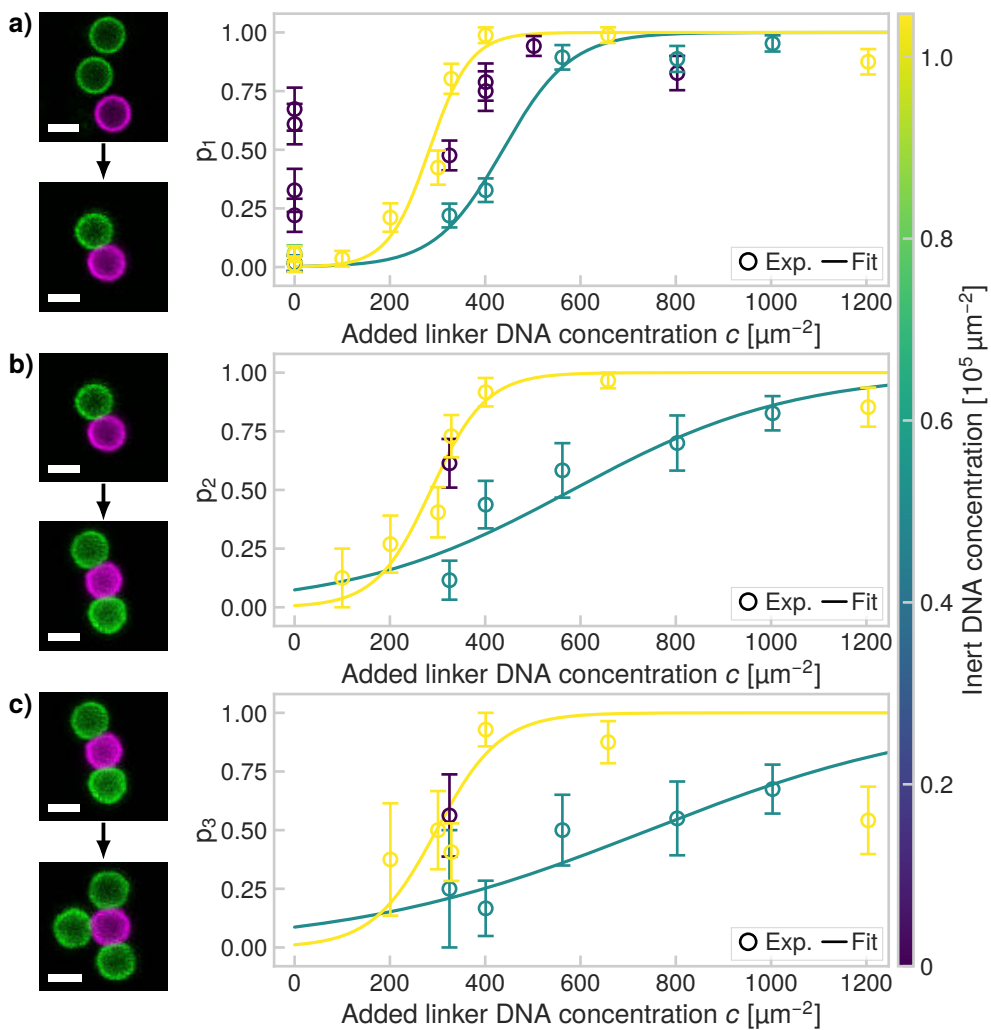 a)
1.00
0.75
0.50
0.25
0.00
p1
0 200 400 600 800 1000 1200
Added linker DNA concentration c [µm⁻²]
Exp. Fit
b)
1.00
0.75
0.50
0.25
0.00
p2
0 200 400 600 800 1000 1200
Added linker DNA concentration c [µm⁻²]
Exp. Fit
c)
1.00
0.75
0.50
0.25
0.00
p3
0 200 400 600 800 1000 1200
Added linker DNA concentration c [µm⁻²]
Exp. Fit
1.0
0.8
0.6
0.4
0.2
0
Inert DNA concentration [10⁵ µm⁻²]